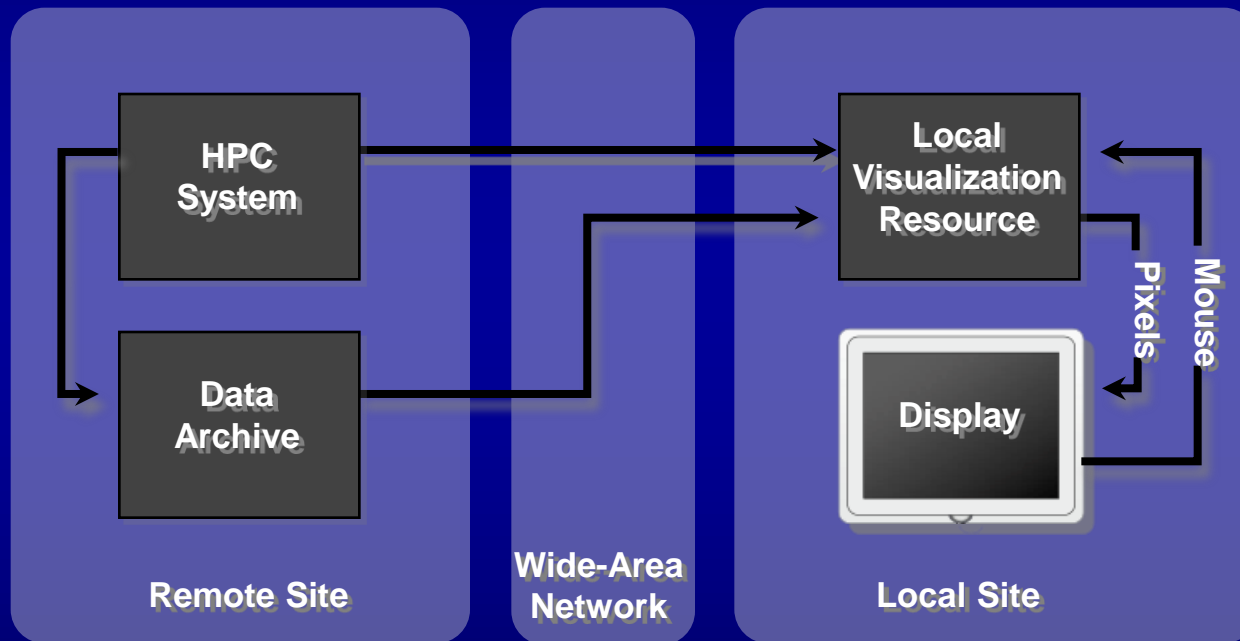 HPC
System
Data
Archive
Remote Site
Wide-Area
Network
Local
Visualization
Resource
Pixels
Mouse
Display
Local Site